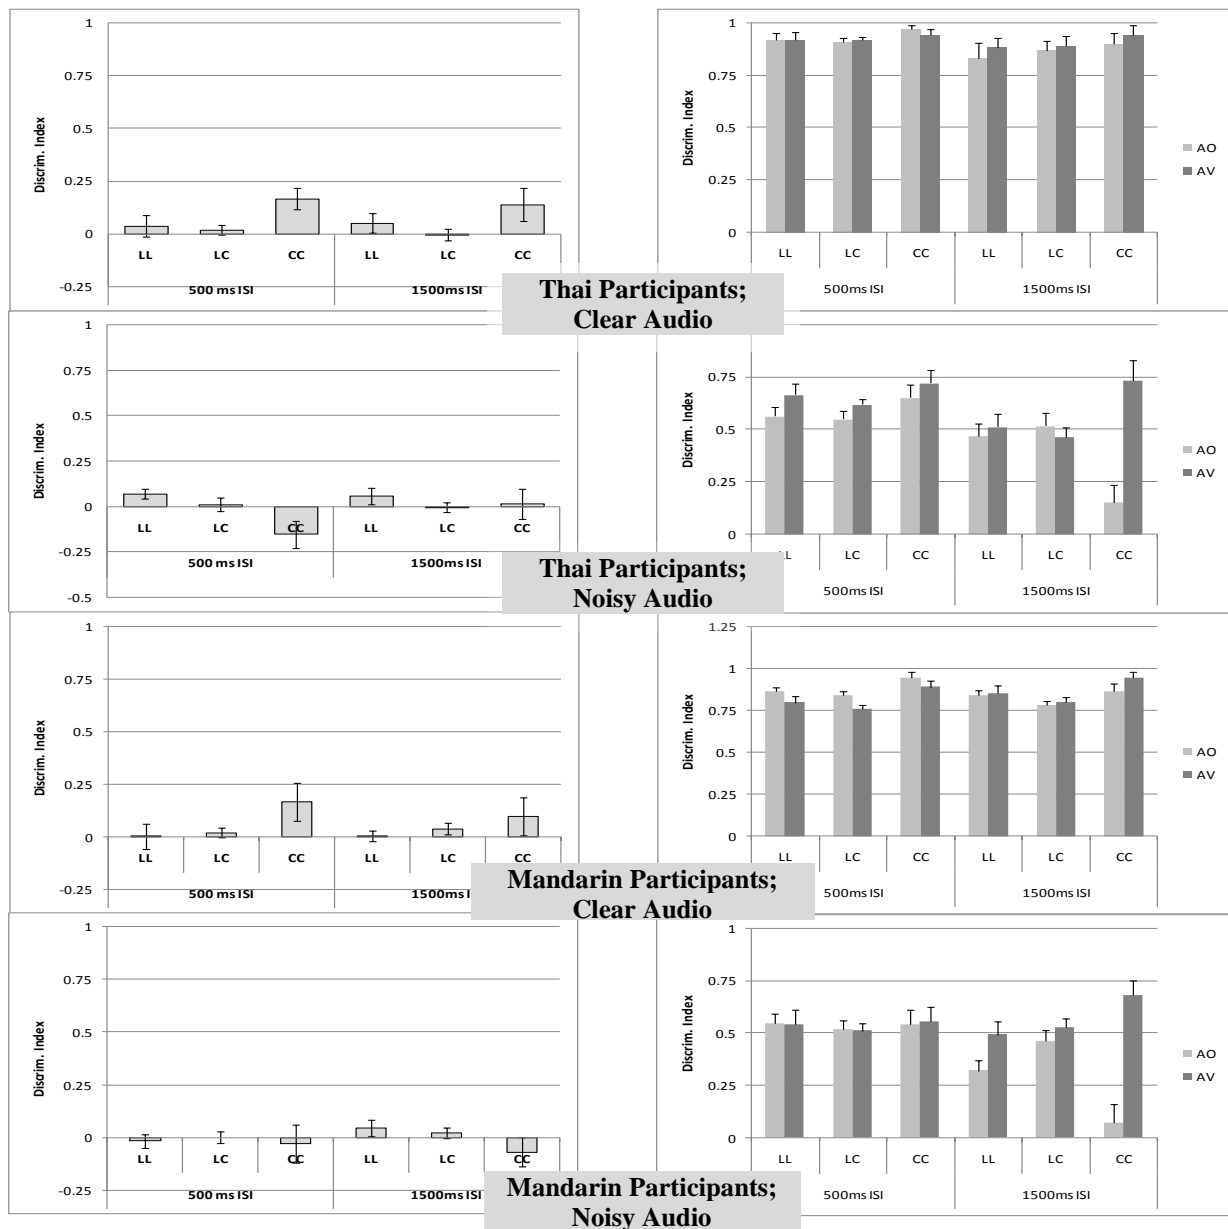 1
0.75
0.5
0.25
0
-0.25
Discrim. Index
LL LC CC LL LC CC
500 ms ISI 1500ms ISI
1
0.75
0.5
0.25
0
Discrim. Index
LL LC CC LL LC CC
500ms ISI 1500ms ISI
AO
AV
Thai Participants;
Clear Audio
1
0.75
0.5
0.25
0
-0.25
-0.5
Discrim. Index
LL LC CC LL LC CC
500 ms ISI 1500ms ISI
0.75
0.5
0.25
0
Discrim. Index
LL LC CC LL LC CC
500ms ISI 1500ms ISI
AO
AV
Thai Participants;
Noisy Audio
1
0.75
0.5
0.25
0
-0.25
Discrim. Index
LL LC CC LL LC CC
500 ms ISI 1500ms ISI
1.25
1
0.75
0.5
0.25
0
Discrim. Index
LL LC CC LL LC CC
500ms ISI 1500ms ISI
AO
AV
Mandarin Participants;
Clear Audio
1
0.75
0.5
0.25
0
-0.25
Discrim. Index
LL LC CC LL LC CC
500 ms ISI 1500ms ISI
1
0.75
0.5
0.25
0
Discrim. Index
LL LC CC LL LC CC
500ms ISI 1500ms ISI
AO
AV
Mandarin Participants;
Noisy Audio